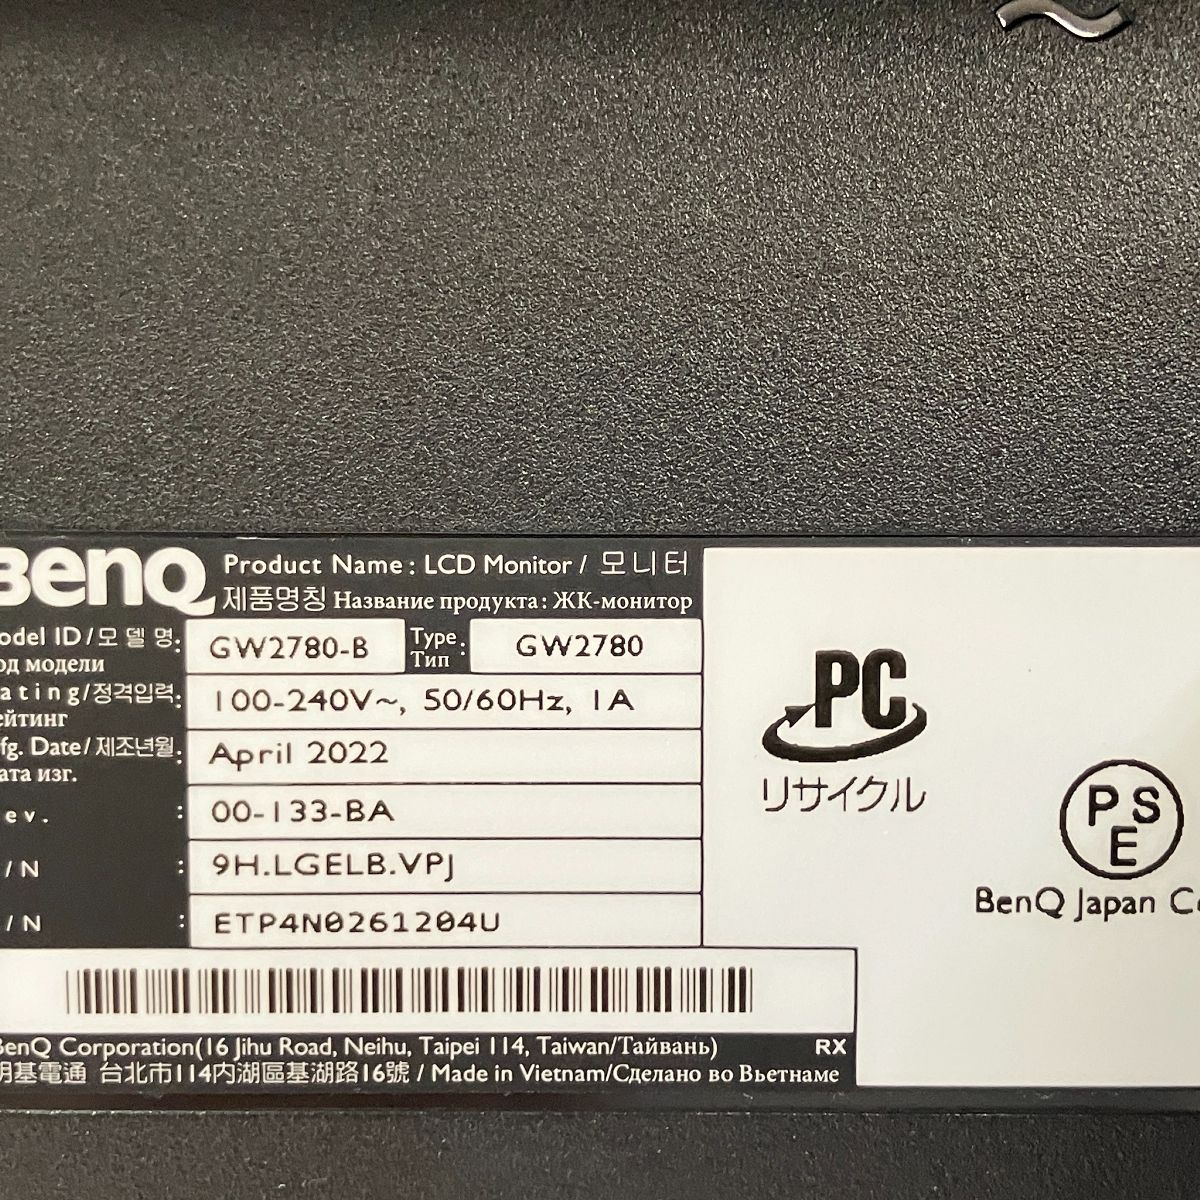 BenQ
Product Name: LCD Monitor / 모니터
제품명칭 Название продукта: ЖК-монитор
odel ID/모 델 명:
од модели
GW2780-B
Type
Тип :
GW2780
ating/정격입력:
ейтинг
100-240V~, 50/60Hz, 1A
fg. Date/제조년월:
ата изг.
April 2022
ev. :
00-133-BA
/N :
9H.LGELB.VPJ
/N :
ETP4N0261204U
BenQ Corporation(16 Jihu Road, Neihu, Taipei 114, Taiwan/Тайвань)
RX
明基電通 台北市114内湖區基湖路16號 / Made in Vietnam/Сделано во Вьетнаме
PC
リサイクル
PS
E
BenQ Japan Co